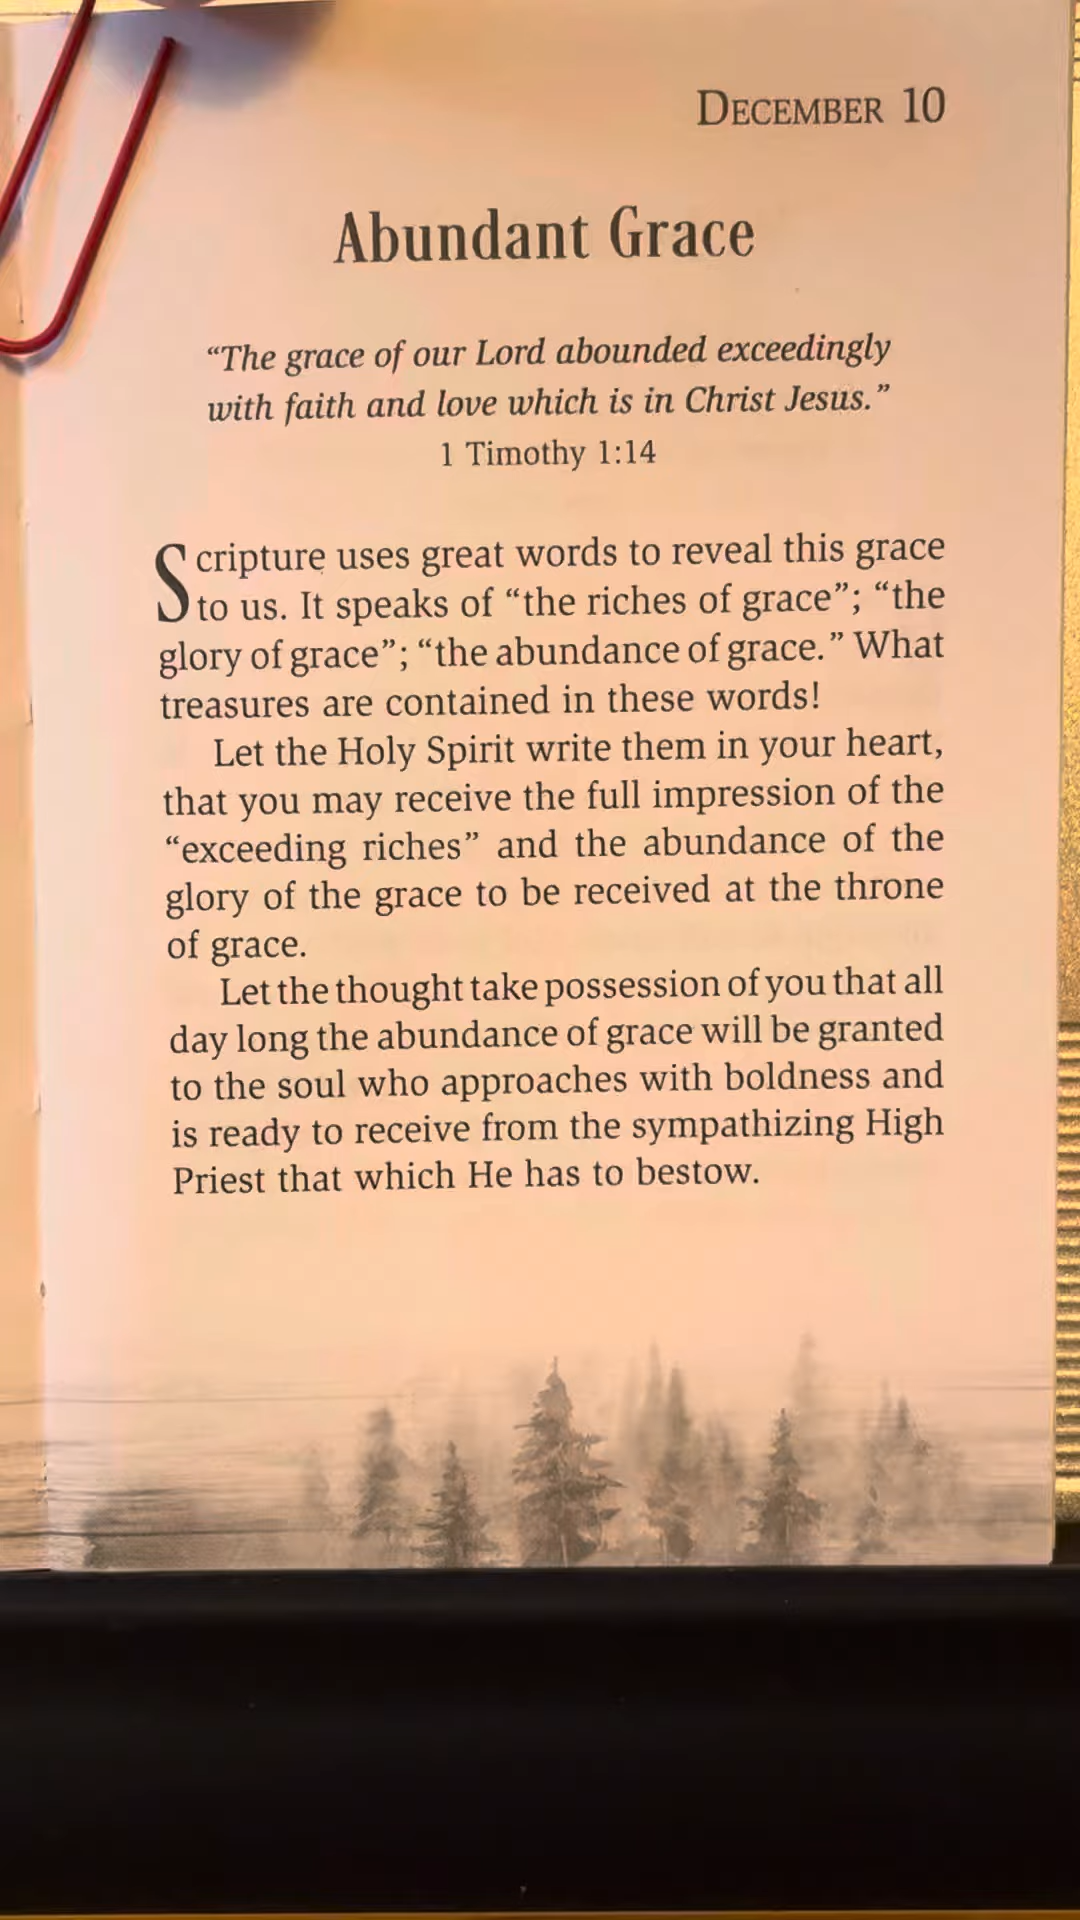 December 10
Abundant Grace
“The grace of our Lord abounded exceedingly
with faith and love which is in Christ Jesus.”
1 Timothy 1:14
Scripture uses great words to reveal this grace
to us. It speaks of “the riches of grace”; “the
glory of grace”; “the abundance of grace.” What
treasures are contained in these words!
Let the Holy Spirit write them in your heart,
that you may receive the full impression of the
“exceeding riches” and the abundance of the
glory of the grace to be received at the throne
of grace.
Let the thought take possession of you that all
day long the abundance of grace will be granted
to the soul who approaches with boldness and
is ready to receive from the sympathizing High
Priest that which He has to bestow.